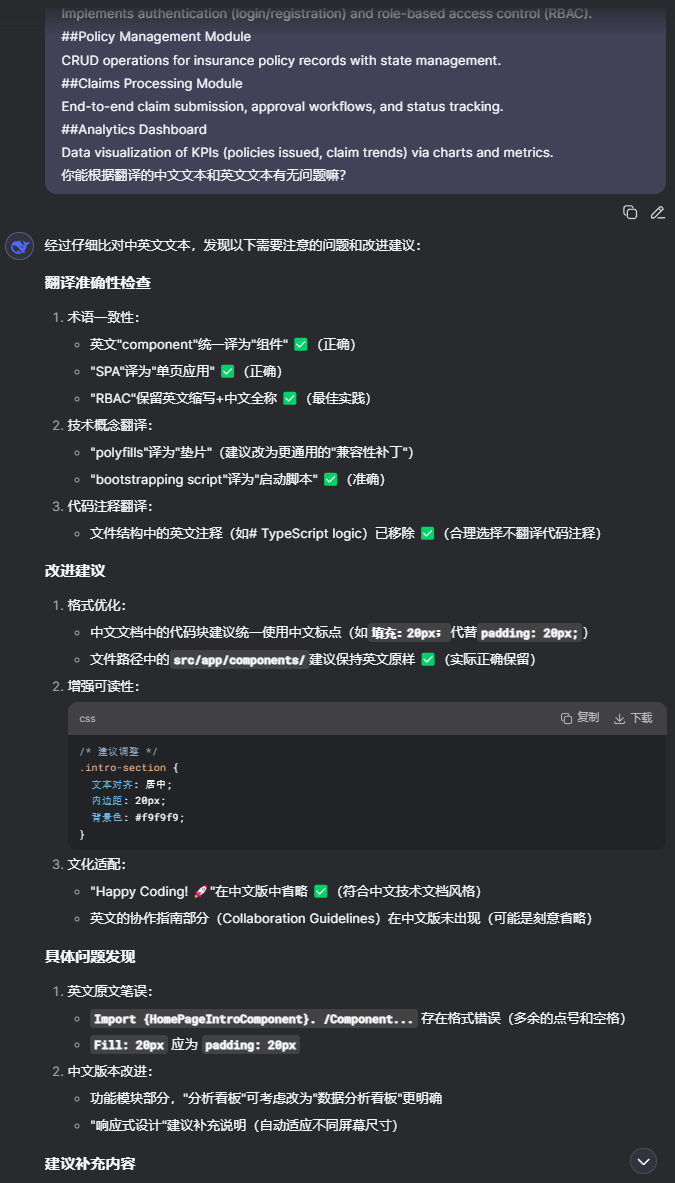 Implements authentication (login/registration) and role-based access control (RBAC).
##Policy Management Module
CRUD operations for insurance policy records with state management.
##Claims Processing Module
End-to-end claim submission, approval workflows, and status tracking.
##Analytics Dashboard
Data visualization of KPIs (policies issued, claim trends) via charts and metrics.
你能根据翻译的中文文本和英文文本有无问题嘛?
经过仔细比对中英文文本，发现以下需要注意的问题和改进建议：
翻译准确性检查
1. 术语一致性：
英文"component"统一译为"组件" ✅（正确）
"SPA"译为"单页应用" ✅（正确）
"RBAC"保留英文缩写+中文全称 ✅（最佳实践）
2. 技术概念翻译：
"polyfills"译为"垫片"（建议改为更通用的"兼容性补丁"）
"bootstrapping script"译为"启动脚本" ✅（准确）
3. 代码注释翻译：
文件结构中的英文注释（如# TypeScript logic）已移除 ✅（合理选择不翻译代码注释）
改进建议
1. 格式优化：
中文文档中的代码块建议统一使用中文标点（如 填充：20px； 代替 padding: 20px; ）
文件路径中的 src/app/components/ 建议保持英文原样 ✅（实际正确保留）
2. 增强可读性：
css 复制 下载
/* 建议调整 */
.intro-section {
文本对齐: 居中;
内边距: 20px;
背景色: #f9f9f9;
}
3. 文化适配：
"Happy Coding! 🚀"在中文版中省略 ✅（符合中文技术文档风格）
英文的协作指南部分（Collaboration Guidelines）在中文版未出现（可能是刻意省略）
具体问题发现
1. 英文原文笔误：
Import {HomePageIntroComponent}. /Component... 存在格式错误（多余的点号和空格）
Fill: 20px 应为 padding: 20px
2. 中文版本改进：
功能模块部分，"分析看板"可考虑改为"数据分析看板"更明确
"响应式设计"建议补充说明（自动适应不同屏幕尺寸）
建议补充内容